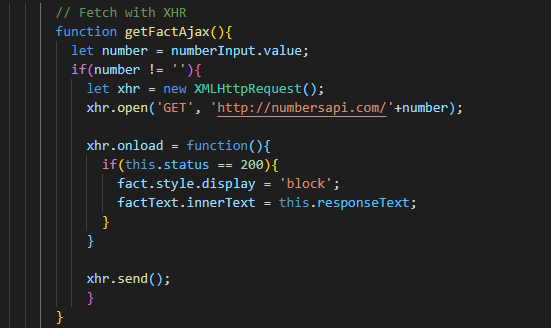 // Fetch with XHR
function getFactAjax(){
let number = numberInput.value;
if(number != ''){
let xhr = new XMLHttpRequest();
xhr.open('GET', 'http://numbersapi.com/'+number);
xhr.onload = function(){
if(this.status == 200){
fact.style.display = 'block';
factText.innerText = this.responseText;
}
}
xhr.send();
}
}